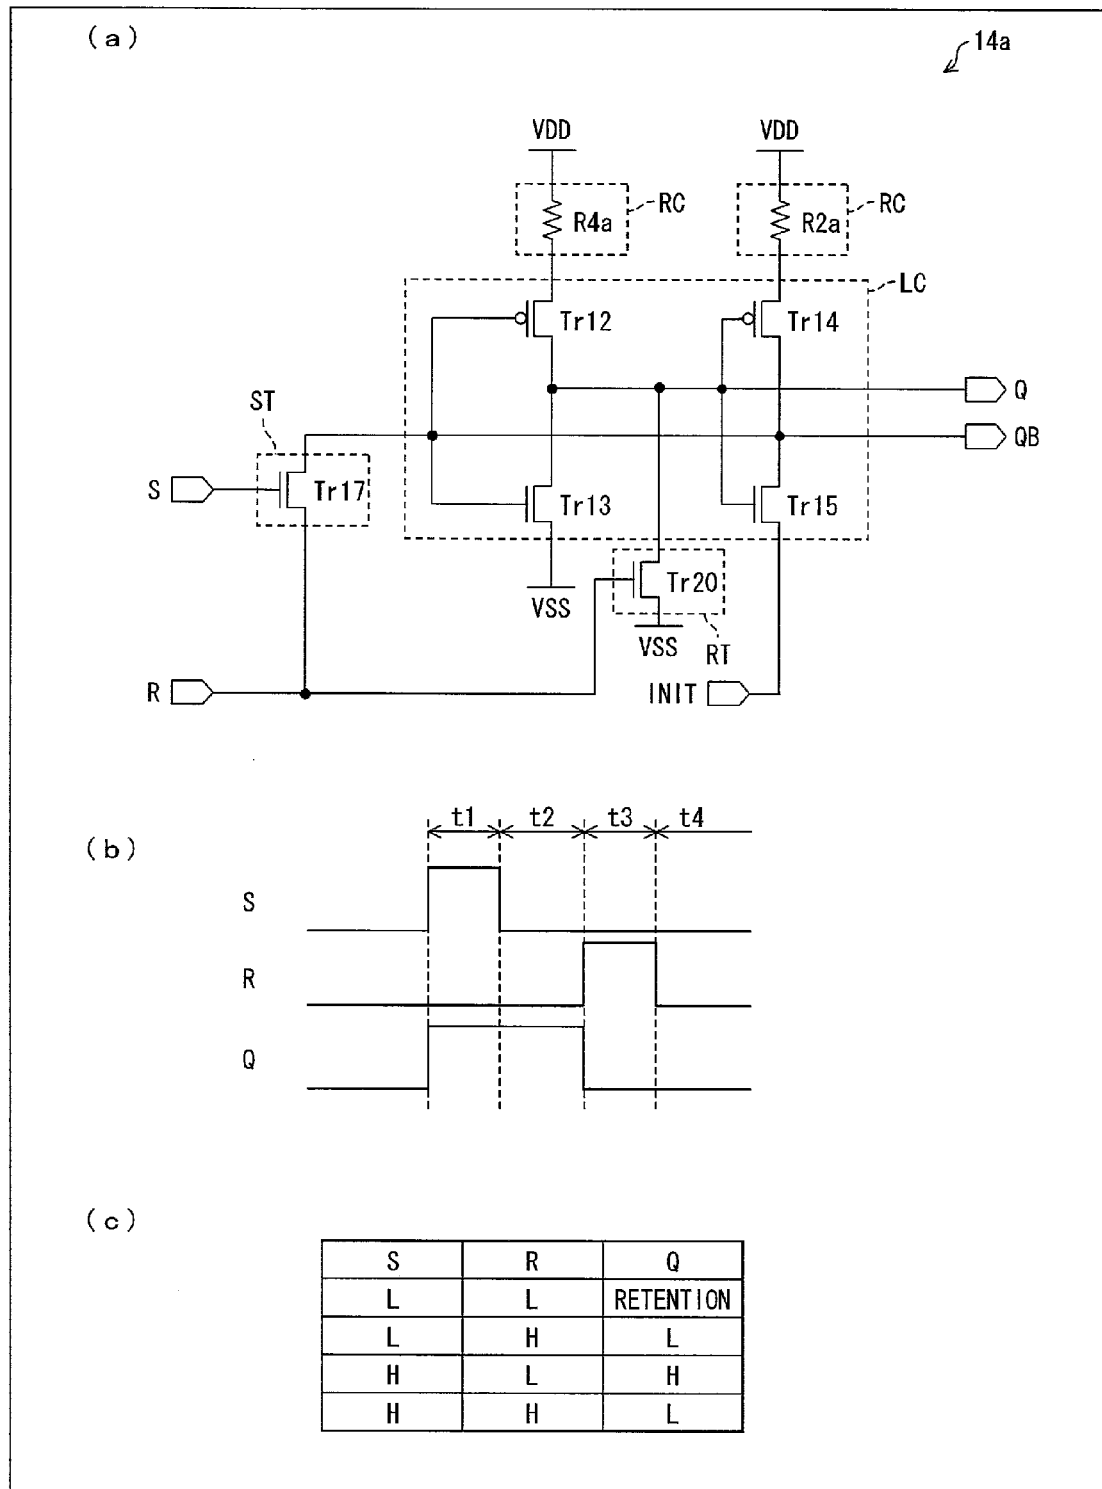 (a)
14a
VDD VDD
R4a RC R2a RC
LC
Tr12 Tr14
Q
ST
QB
S Tr17 Tr13 Tr15
Tr20
VSS
VSS RT
R INIT
(b)
t1 t2 t3 t4
S
R
Q
(c)
S R Q
L L RETENTION
L H L
H L H
H H L